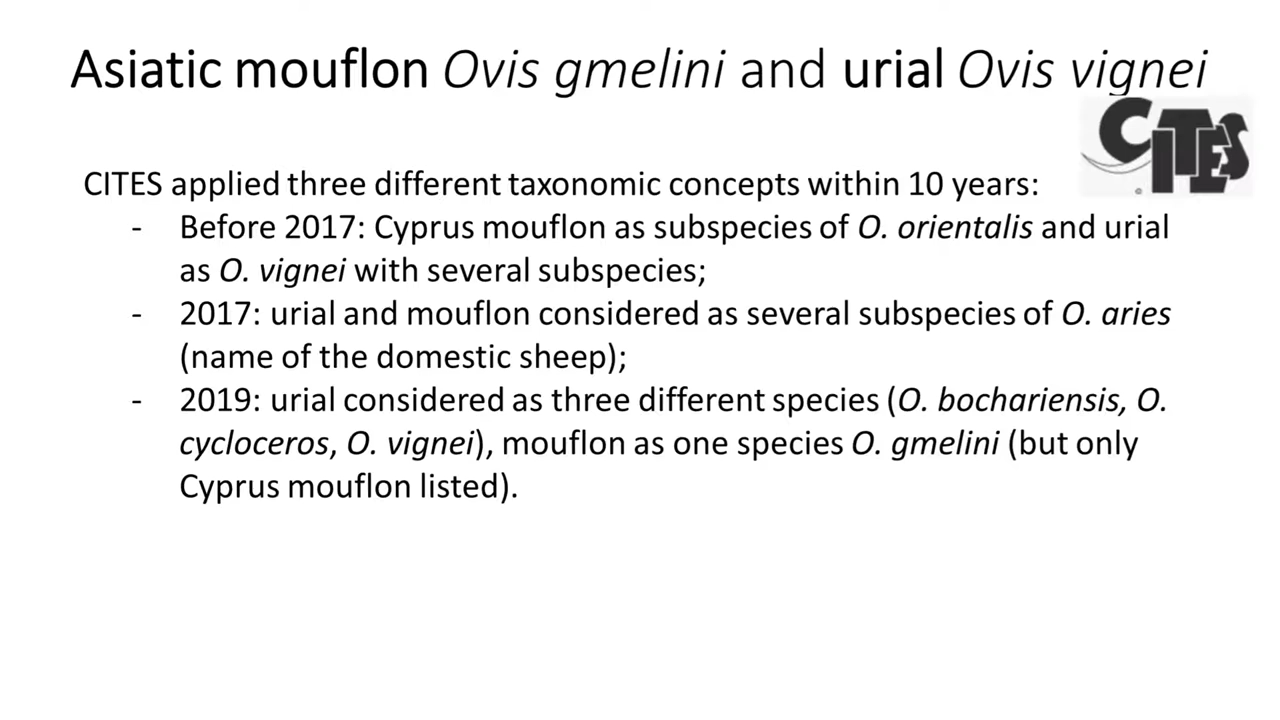 Asiatic mouflon Ovis gmelini and urial Ovis vignei
CITES
CITES applied three different taxonomic concepts within 10 years:
- Before 2017: Cyprus mouflon as subspecies of O. orientalis and urial
as O. vignei with several subspecies;
- 2017: urial and mouflon considered as several subspecies of O. aries
(name of the domestic sheep);
- 2019: urial considered as three different species (O. bochariensis, O.
cycloceros, O. vignei), mouflon as one species O. gmelini (but only
Cyprus mouflon listed).